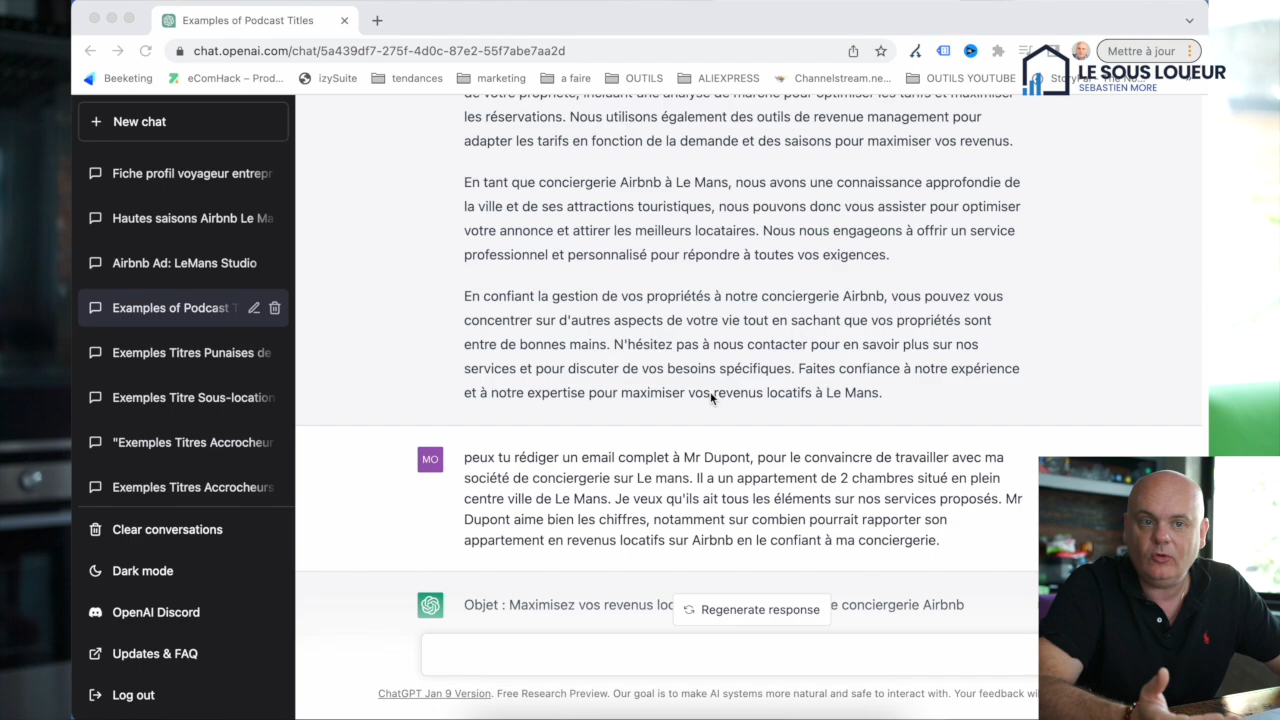 Examples of Podcast Titles
chat.openai.com/chat/5a439df7-275f-4d0c-87e2-55f7abe7aa2d
Mettre à jour
Beeketing
eComHack – Prod...
izySuite
tendances
marketing
a faire
OUTILS
ALIEXPRESS
Channelstream.ne...
OUTILS YOUTUBE
LE SOUS LOUEUR
SEBASTIEN MORE
New chat
Fiche profil voyageur entrepr
Hautes saisons Airbnb Le Ma
Airbnb Ad: LeMans Studio
Examples of Podcast T
Exemples Titres Punaises de
Exemples Titre Sous-location
"Exemples Titres Accrocheur
Exemples Titres Accrocheurs
Clear conversations
Dark mode
OpenAI Discord
Updates & FAQ
Log out
de votre propriété, incluant une analyse de marché pour optimiser les tarifs et maximiser
les réservations. Nous utilisons également des outils de revenue management pour
adapter les tarifs en fonction de la demande et des saisons pour maximiser vos revenus.
En tant que conciergerie Airbnb à Le Mans, nous avons une connaissance approfondie de
la ville et de ses attractions touristiques, nous pouvons donc vous assister pour optimiser
votre annonce et attirer les meilleurs locataires. Nous nous engageons à offrir un service
professionnel et personnalisé pour répondre à toutes vos exigences.
En confiant la gestion de vos propriétés à notre conciergerie Airbnb, vous pouvez vous
concentrer sur d'autres aspects de votre vie tout en sachant que vos propriétés sont
entre de bonnes mains. N'hésitez pas à nous contacter pour en savoir plus sur nos
services et pour discuter de vos besoins spécifiques. Faites confiance à notre expérience
et à notre expertise pour maximiser vos revenus locatifs à Le Mans.
MO
peux tu rédiger un email complet à Mr Dupont, pour le convaincre de travailler avec ma
société de conciergerie sur Le mans. Il a un appartement de 2 chambres situé en plein
centre ville de Le Mans. Je veux qu'ils ait tous les éléments sur nos services proposés. Mr
Dupont aime bien les chiffres, notamment sur combien pourrait rapporter son
appartement en revenus locatifs sur Airbnb en le confiant à ma conciergerie.
Objet : Maximisez vos revenus loc
e conciergerie Airbnb
Regenerate response
ChatGPT Jan 9 Version. Free Research Preview. Our goal is to make AI systems more natural and safe to interact with. Your feedback wi